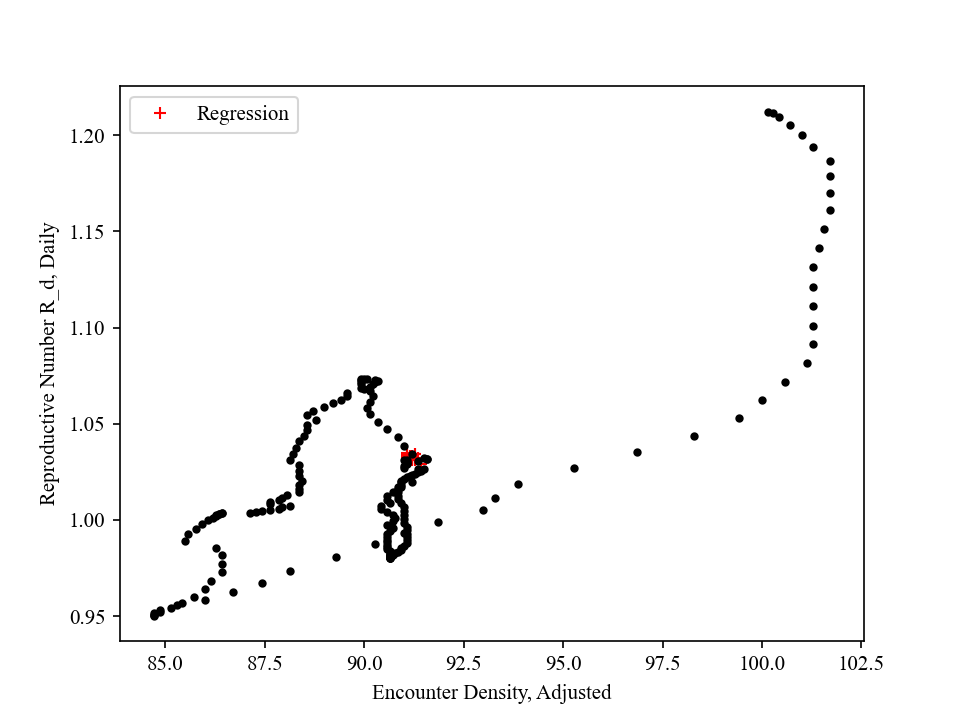 Regression
1.20
1.15
1.10
1.05
1.00
0.95
Reproductive Number R_d, Daily
85.0 87.5 90.0 92.5 95.0 97.5 100.0 102.5
Encounter Density, Adjusted